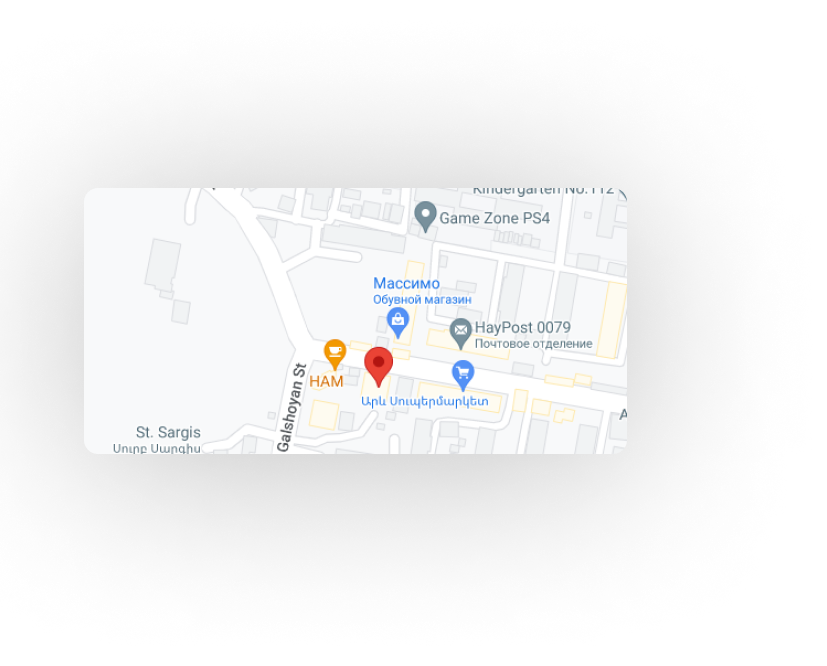 Kindergarten No.112
Game Zone PS4
Массимо
Обувной магазин
HayPost 0079
Почтовое отделение
HAM
Արև Սուպերմարկետ
Galshoyan St
St. Sargis
Սուրբ Սարգիս
A